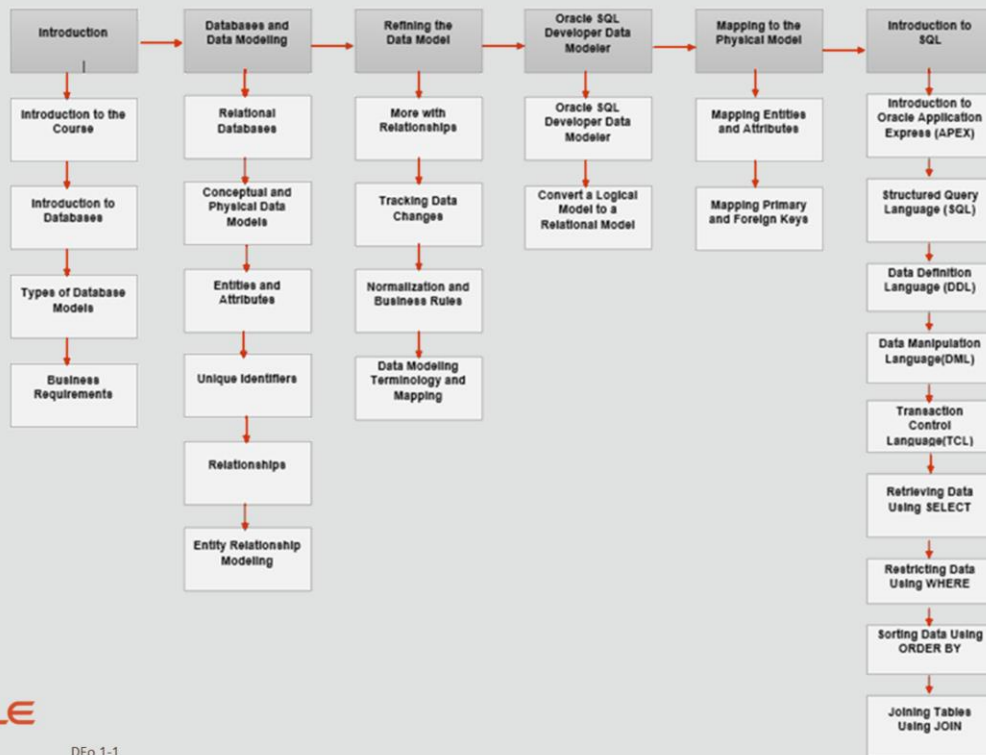 Introduction
Introduction to the
Course
Introduction to
Databases
Types of Database
Models
Business
Requirements
Databases and
Data Modeling
Relational
Databases
Conceptual and
Physical Data
Models
Entities and
Attributes
Unique Identifiers
Relationships
Entity Relationship
Modeling
Refining the
Data Model
More with
Relationships
Tracking Data
Changes
Normalization and
Business Rules
Data Modeling
Terminology and
Mapping
Oracle SQL
Developer Data
Modeler
Oracle SQL
Developer Data
Modeler
Convert a Logical
Model to a
Relational Model
Mapping to the
Physical Model
Mapping Entities
and Attributes
Mapping Primary
and Foreign Keys
Introduction to
SQL
Introduction to
Oracle Application
Express (APEX)
Structured Query
Language (SQL)
Data Definition
Language (DDL)
Data Manipulation
Language(DML)
Transaction
Control
Language(TCL)
Retrieving Data
Using SELECT
Restricting Data
Using WHERE
Sorting Data Using
ORDER BY
Joining Tables
Using JOIN
LE
DFo 1-1